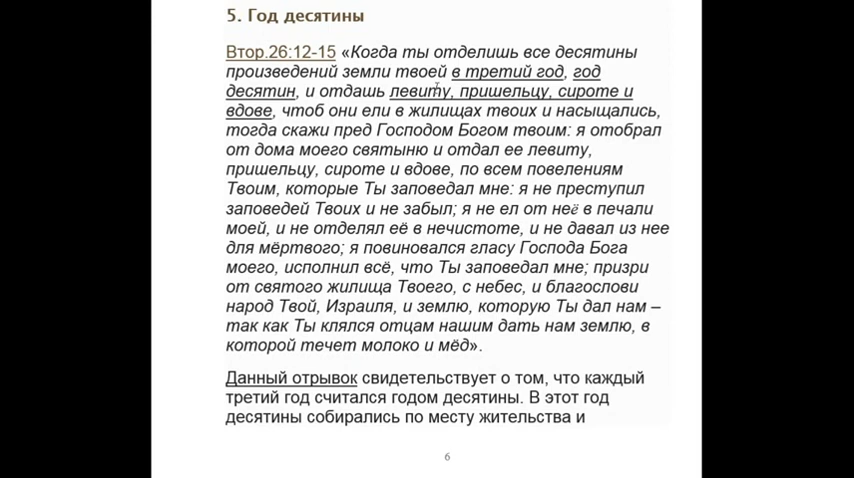 5. Год десятины
Втор.26:12-15 «Когда ты отделишь все десятины
произведений земли твоей в третий год, год
десятин, и отдашь левиту, пришельцу, сироте и
вдове, чтоб они ели в жилищах твоих и насыщались,
тогда скажи пред Господом Богом твоим: я отобрал
от дома моего святыню и отдал ее левиту,
пришельцу, сироте и вдове, по всем повелениям
Твоим, которые Ты заповедал мне: я не преступил
заповедей Твоих и не забыл; я не ел от неё в печали
моей, и не отделял её в нечистоте, и не давал из нее
для мёртвого; я повиновался гласу Господа Бога
моего, исполнил всё, что Ты заповедал мне; призри
от святого жилища Твоего, с небес, и благослови
народ Твой, Израиля, и землю, которую Ты дал нам –
так как Ты клялся отцам нашим дать нам землю, в
которой течет молоко и мёд».
Данный отрывок свидетельствует о том, что каждый
третий год считался годом десятины. В этот год
десятины собирались по месту жительства и
6